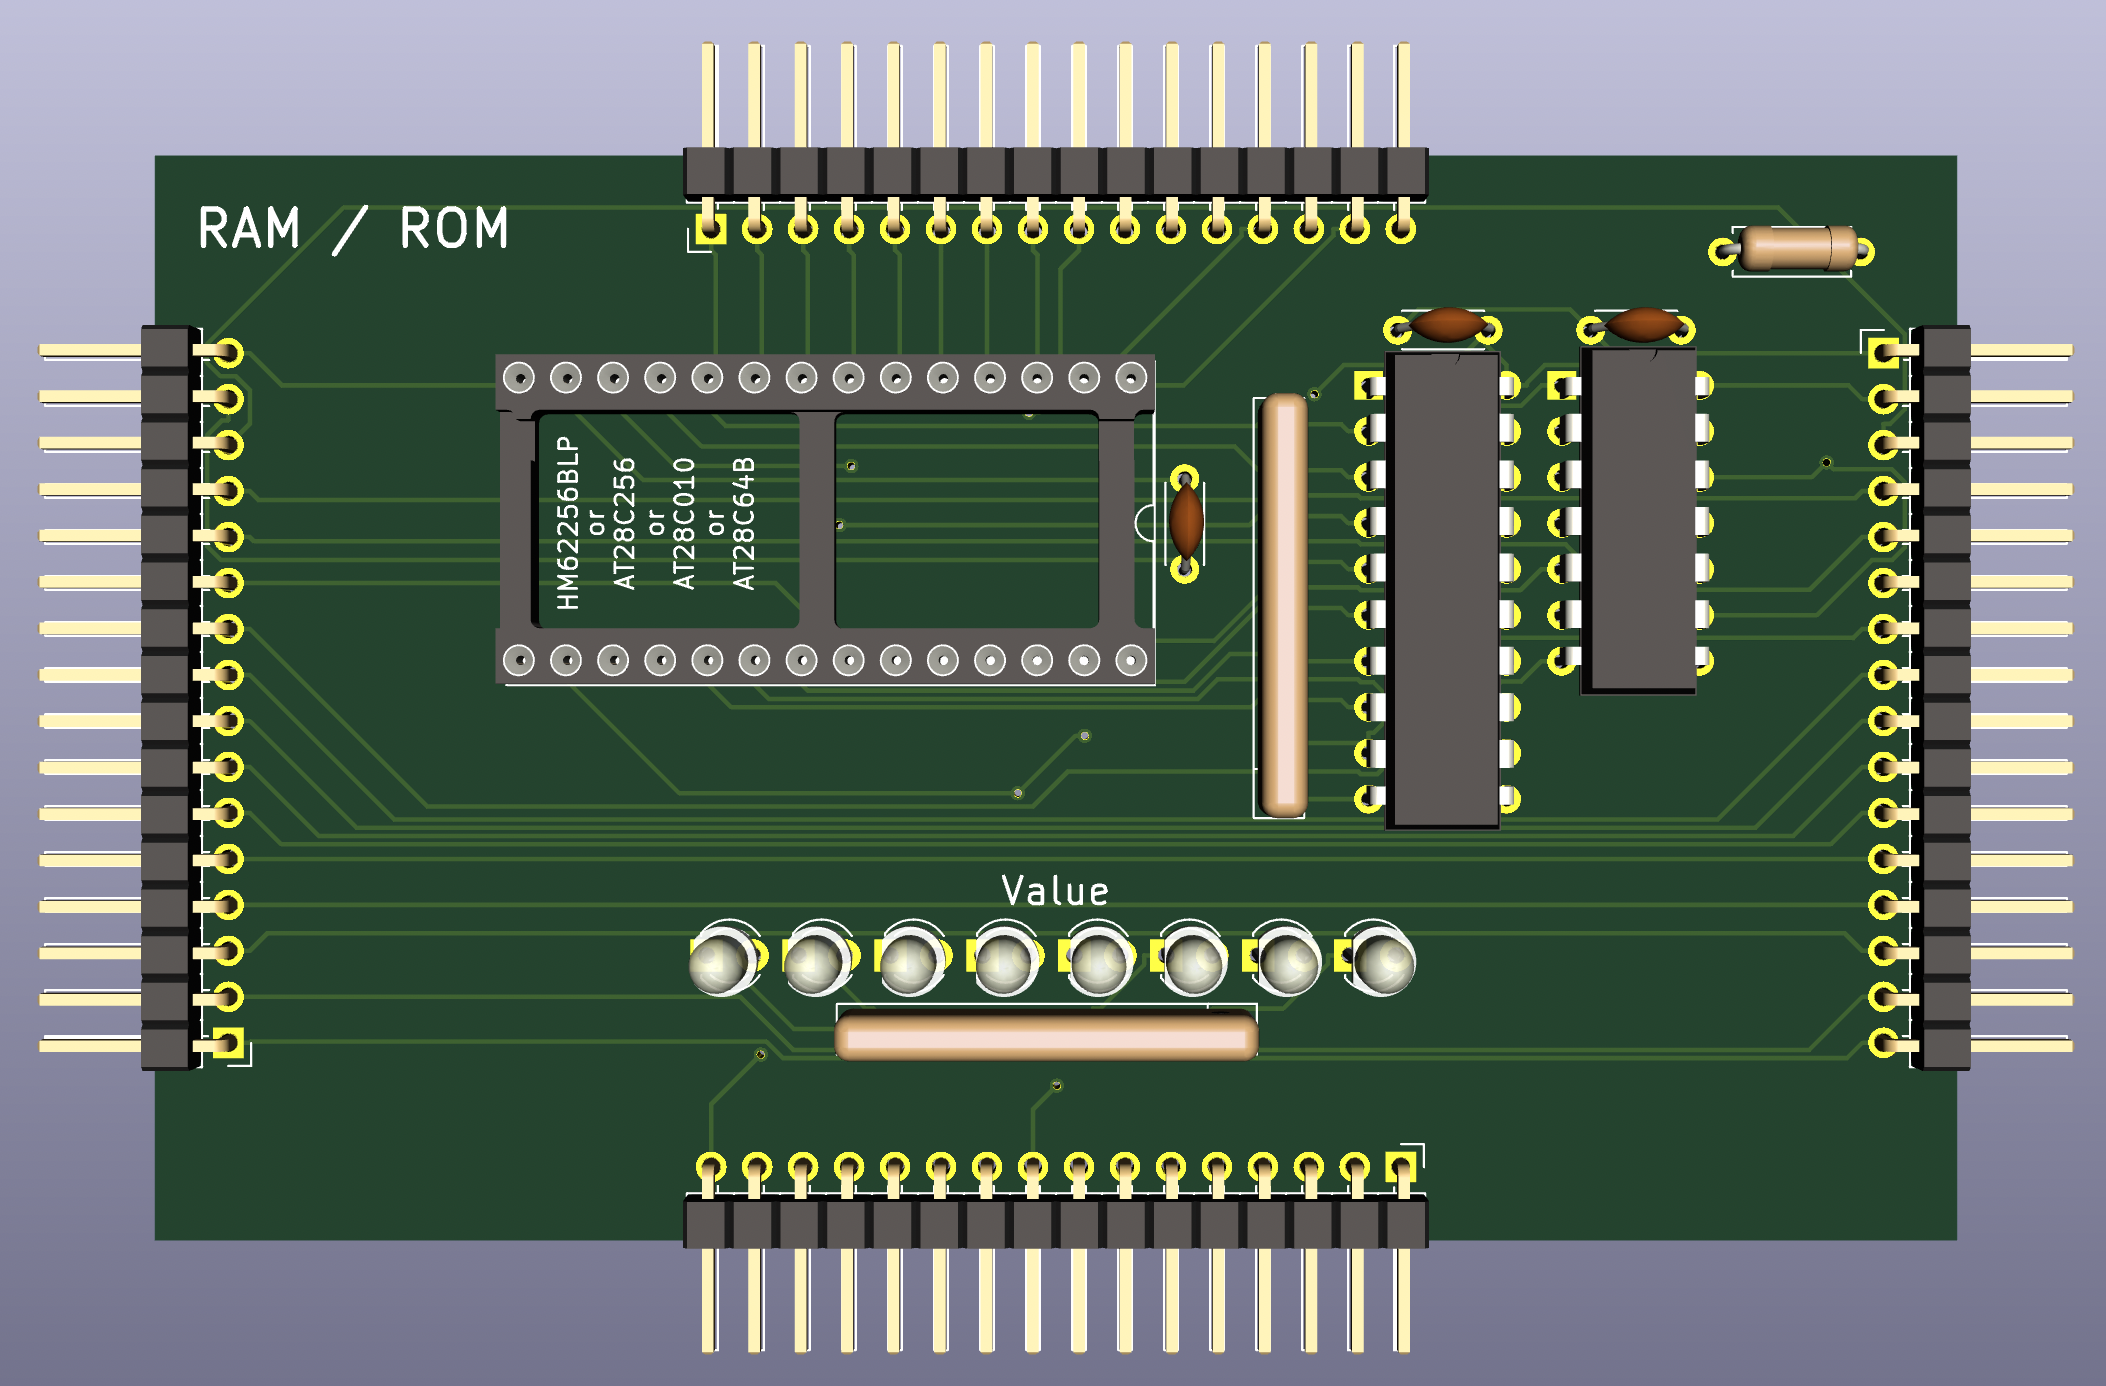 RAM / ROM
HM62256BLP
or
AT28C256
or
AT28C010
or
AT28C64B
Value